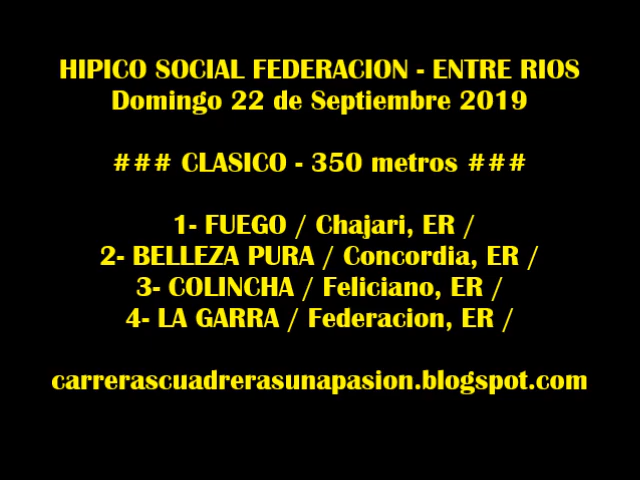 HIPICO SOCIAL FEDERACION - ENTRE RIOS
Domingo 22 de Septiembre 2019
### CLASICO - 350 metros ###
1- FUEGO / Chajari, ER /
2- BELLEZA PURA / Concordia, ER /
3- COLINCHA / Feliciano, ER /
4- LA GARRA / Federacion, ER /
carrerascuadrerasunapasion.blogspot.com